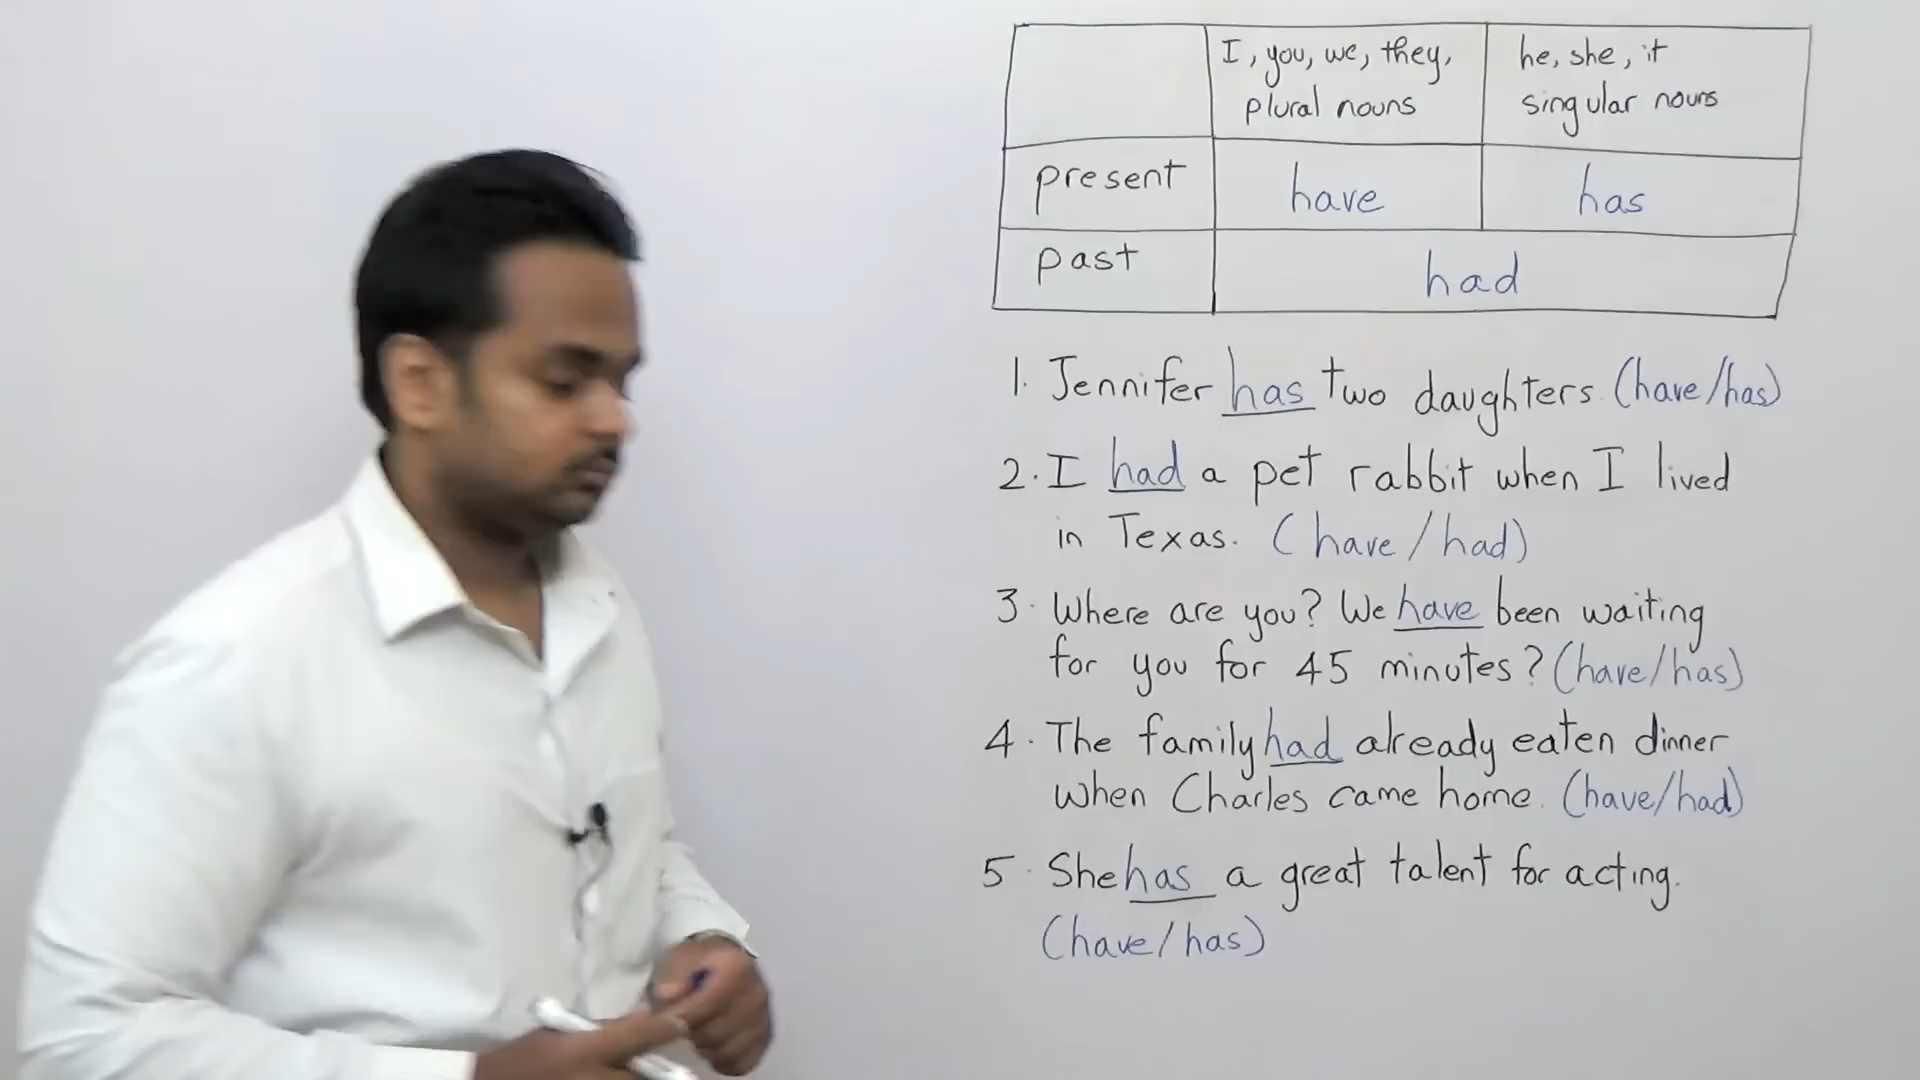 I, you, we, they,
plural nouns
he, she, it
singular nouns
present
have
has
past
had
1. Jennifer has two daughters. (have/has)
2. I had a pet rabbit when I lived
in Texas. (have/had)
3. Where are you? We have been waiting
for you for 45 minutes? (have/has)
4. The family had already eaten dinner
when Charles came home. (have/had)
5. She has a great talent for acting.
(have/has)